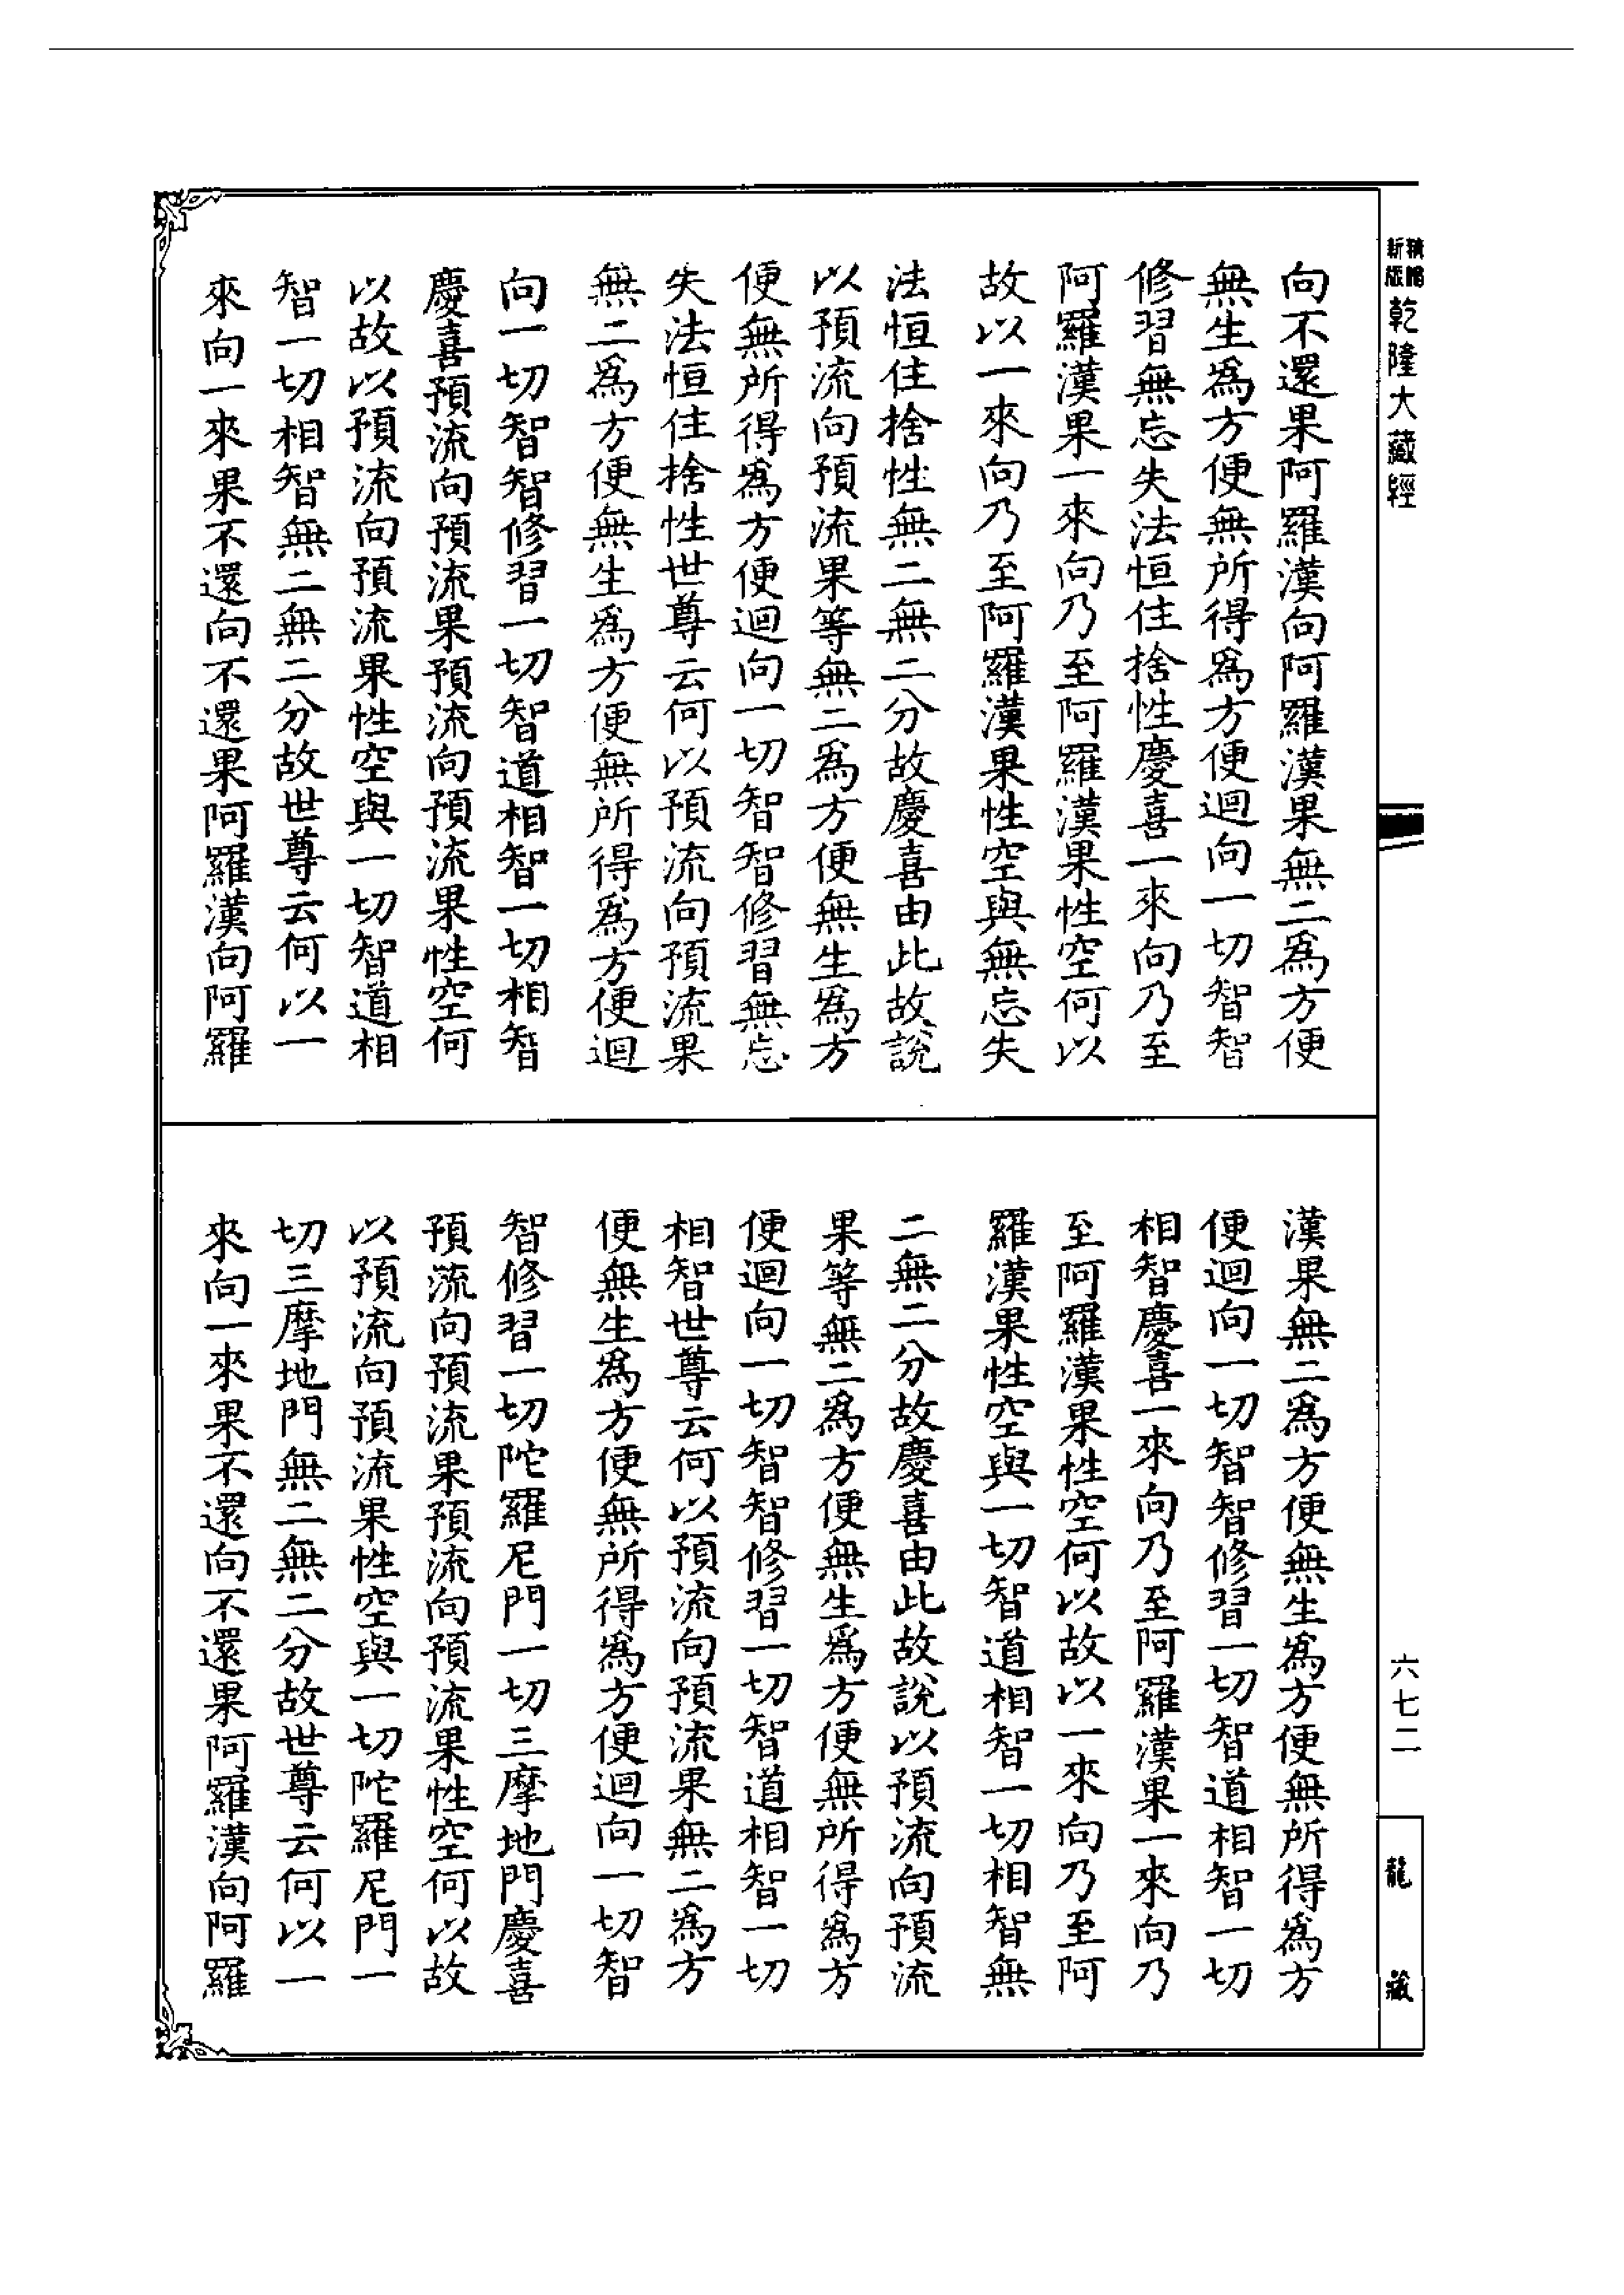 新版
精縮
乾隆大藏經
向不還果阿羅漢向阿羅漢果無二爲方便
無生爲方便無所得爲方便迴向一切智智
修習無忘失法恒住捨性慶喜一來向乃至
阿羅漢果一來向乃至阿羅漢果性空何以
故以一來向乃至阿羅漢果性空與無忘失
法恒住捨性無二無二分故慶喜由此故說
以預流向預流果等無二爲方便無生爲方
便無所得爲方便迴向一切智智修習無忘
失法恒住捨性世尊云何以預流向預流果
無二爲方便無生爲方便無所得爲方便迴
向一切智智修習一切智道相智一切相智
慶喜預流向預流果預流向預流果性空何
以故以預流向預流果性空與一切智道相
智一切相智無二無二分故世尊云何以一
來向一來果不還向不還果阿羅漢向阿羅
漢果無二爲方便無生爲方便無所得爲方
便迴向一切智智修習一切智道相智一切
相智慶喜一來向乃至阿羅漢果一來向乃
至阿羅漢果性空何以故以一來向乃至阿
羅漢果性空與一切智道相智一切相智無
二無二分故慶喜由此故說以預流向預流
果等無二爲方便無生爲方便無所得爲方
便迴向一切智智修習一切智道相智一切
相智世尊云何以預流向預流果無二爲方
便無生爲方便無所得爲方便迴向一切智
智修習一切陀羅尼門一切三摩地門慶喜
預流向預流果預流向預流果性空何以故
以預流向預流果性空與一切陀羅尼門一
切三摩地門無二無二分故世尊云何以一
來向一來果不還向不還果阿羅漢向阿羅
六七二
龍藏